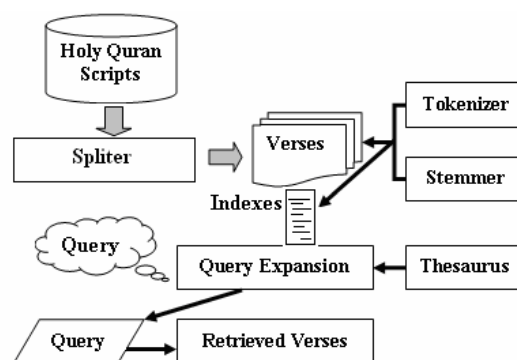 Holy Quran
Scripts
Tokenizer
Spliter
Verses
Stemmer
Indexes
Query
Query Expansion
Thesaurus
Query
Retrieved Verses